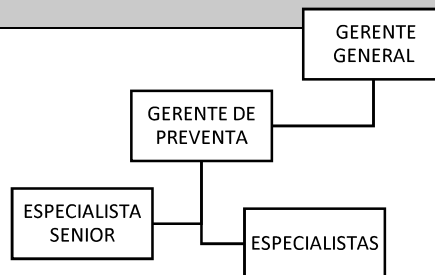 GERENTE
GENERAL
GERENTE DE
PREVENTA
ESPECIALISTA
SENIOR
ESPECIALISTAS